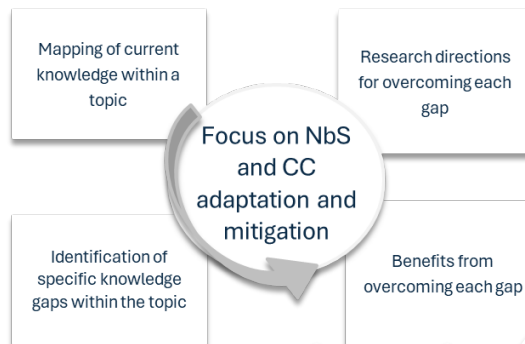 Mapping of current
knowledge within a
topic
Research directions
for overcoming each
gap
Focus on NbS
and CC
adaptation and
mitigation
Identification of
specific knowledge
gaps within the topic
Benefits from
overcoming each gap